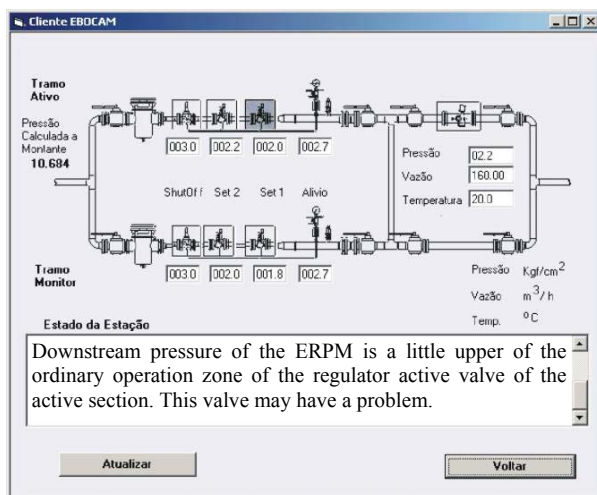 Cliente EBOCAM
Tramo
Ativo
Pressão
Calculada a
Montante
10.684
003.0 002.2 002.0 002.7
Pressão 02.2
Vazão 160.00
Temperatura 20.0
ShutOff Set 2 Set 1 Alivio
Tramo
Monitor
003.0 002.0 001.8 002.7
Pressão Kgf/cm2
Vazão m3/h
Temp. ºC
Estado da Estação
Downstream pressure of the ERPM is a little upper of the
ordinary operation zone of the regulator active valve of the
active section. This valve may have a problem.
Atualizar Voltar